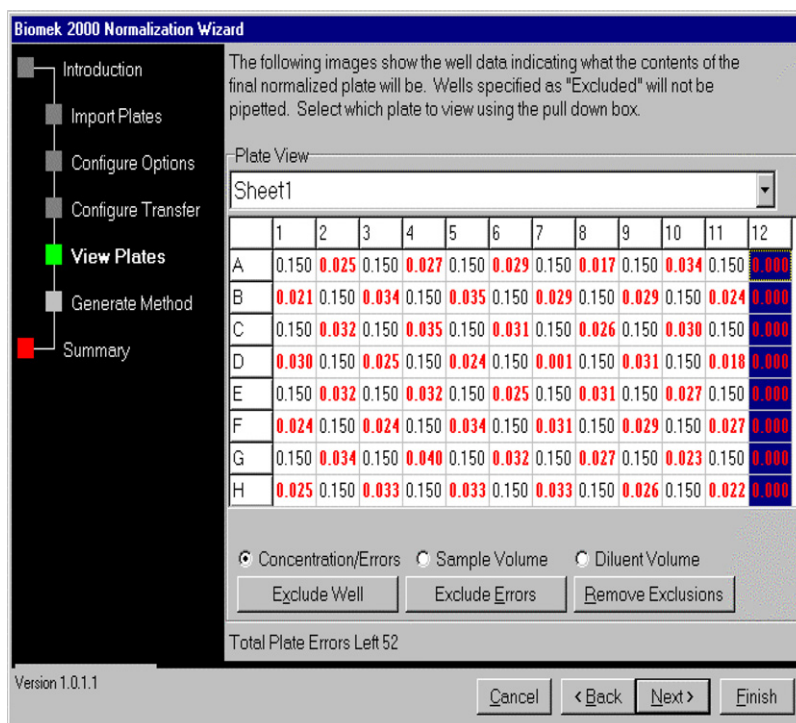 Biomek 2000 Normalization Wizard
Introduction
Import Plates
Configure Options
Configure Transfer
View Plates
Generate Method
Summary
The following images show the well data indicating what the contents of the
final normalized plate will be. Wells specified as "Excluded" will not be
pipetted. Select which plate to view using the pull down box.
Plate View
Sheet1
1 2 3 4 5 6 7 8 9 10 11 12
A 0.150 0.025 0.150 0.027 0.150 0.029 0.150 0.017 0.150 0.034 0.150 0.000
B 0.021 0.150 0.034 0.150 0.035 0.150 0.029 0.150 0.029 0.150 0.024 0.000
C 0.150 0.032 0.150 0.035 0.150 0.031 0.150 0.026 0.150 0.030 0.150 0.000
D 0.030 0.150 0.025 0.150 0.024 0.150 0.001 0.150 0.031 0.150 0.018 0.000
E 0.150 0.032 0.150 0.032 0.150 0.025 0.150 0.031 0.150 0.027 0.150 0.000
F 0.024 0.150 0.024 0.150 0.034 0.150 0.031 0.150 0.029 0.150 0.027 0.000
G 0.150 0.034 0.150 0.040 0.150 0.032 0.150 0.027 0.150 0.023 0.150 0.000
H 0.025 0.150 0.033 0.150 0.033 0.150 0.033 0.150 0.026 0.150 0.022 0.000
Concentration/Errors Sample Volume Diluent Volume
Exclude Well Exclude Errors Remove Exclusions
Total Plate Errors Left 52
Version 1.0.1.1
Cancel < Back Next > Finish